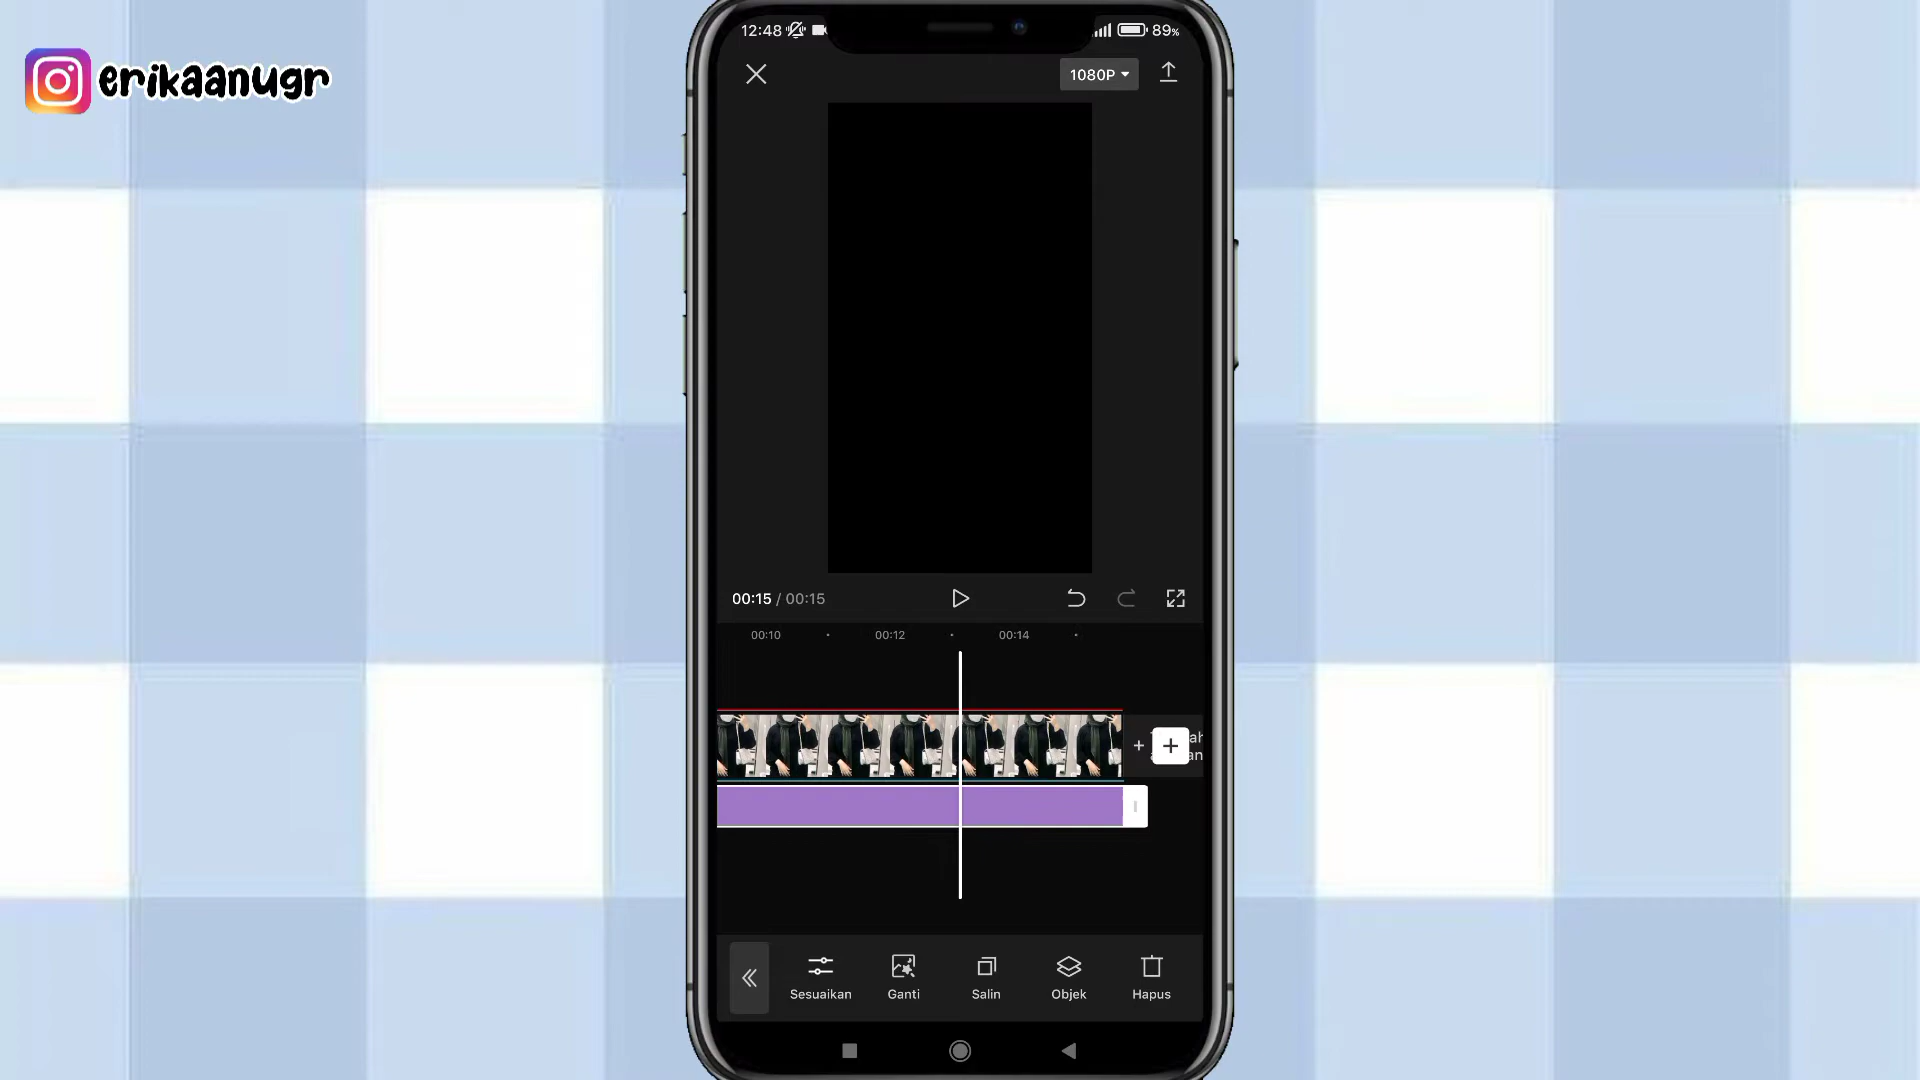 erikaanugr
12:48 89%
1080P
00:15 / 00:15
00:10 00:12 00:14
Sesuaikan Ganti Salin Objek Hapus